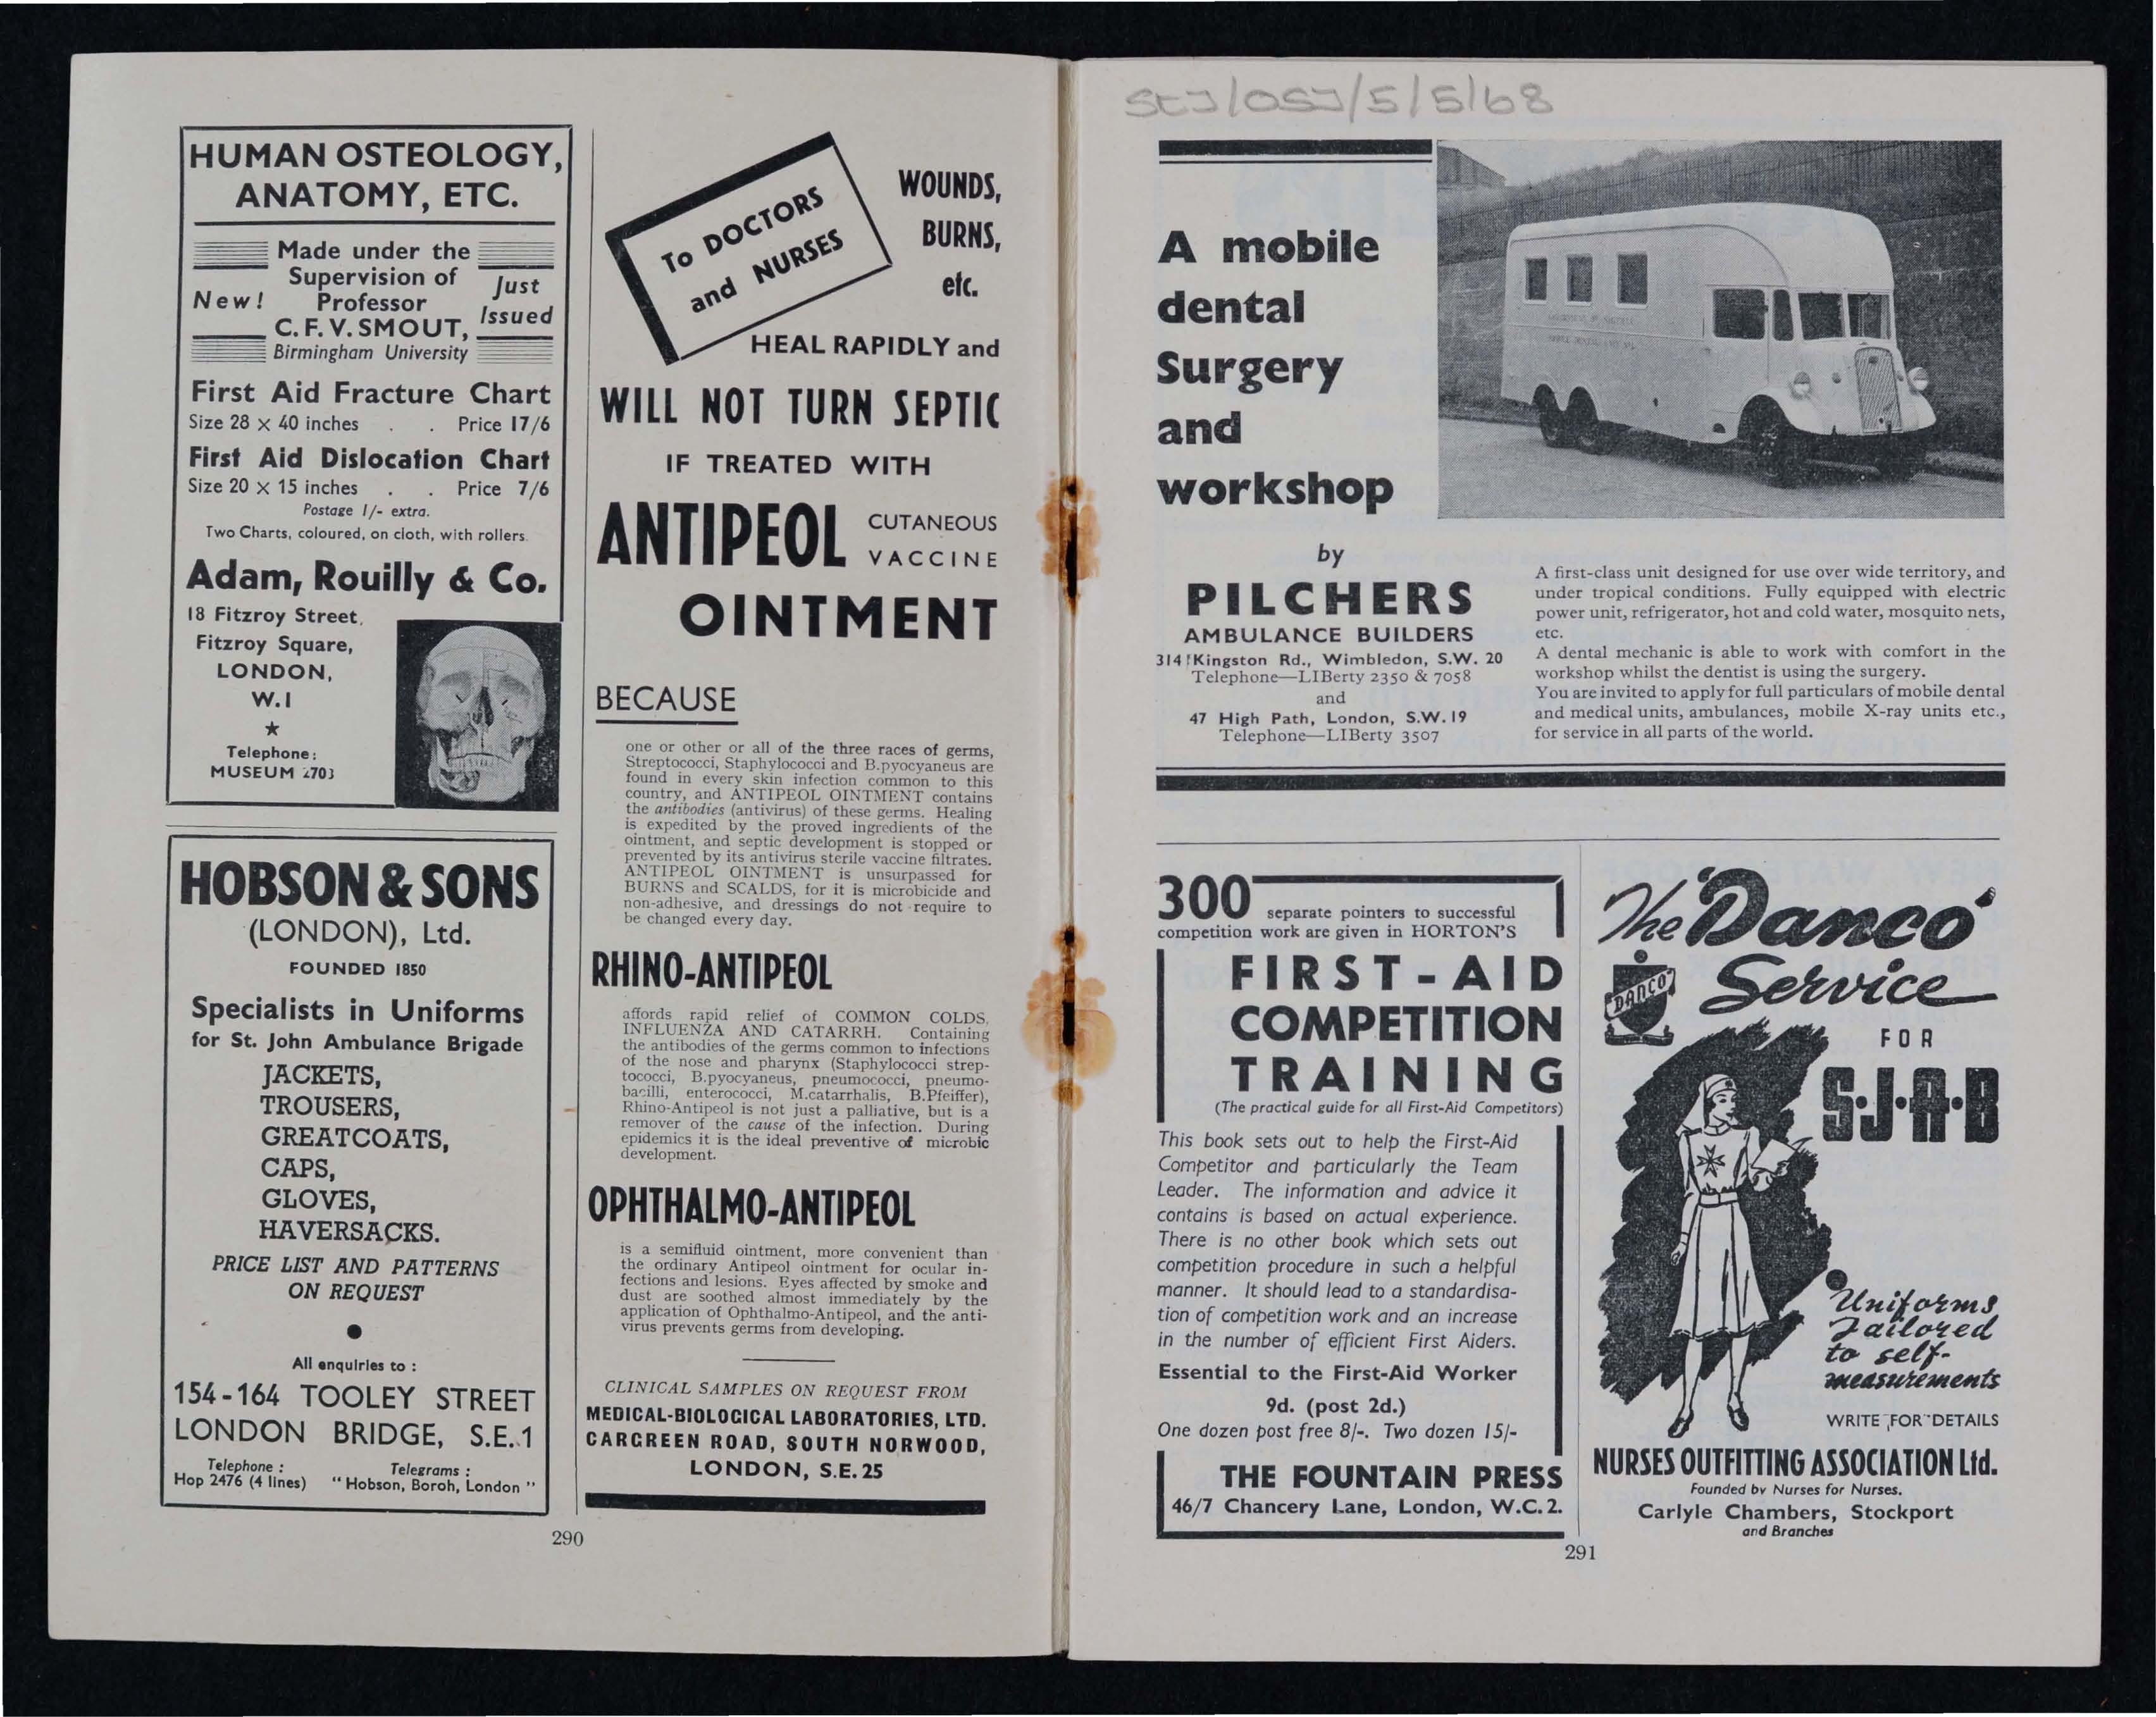 HUMAN OSTEOLOGY,
ANATOMY, ETC.
New!
Made under the
Supervision of
Professor
C. F. V. SMOUT,
Birmingham University
Just
Issued
First Aid Fracture Chart
Size 28 × 40 inches . . Price 17/6
First Aid Dislocation Chart
Size 20 × 15 inches . . Price 7/6
Postage 1/- extra.
Two Charts, coloured, on cloth, with rollers.
Adam, Rouilly & Co.
18 Fitzroy Street,
Fitzroy Square,
LONDON,
W.1
★
Telephone:
MUSEUM 2703
HOBSON & SONS
(LONDON), Ltd.
FOUNDED 1850
Specialists in Uniforms
for St. John Ambulance Brigade
JACKETS,
TROUSERS,
GREATCOATS,
CAPS,
GLOVES,
HAVERSACKS.
PRICE LIST AND PATTERNS
ON REQUEST
●
All enquiries to :
154-164 TOOLEY STREET
LONDON BRIDGE, S.E.1
Telephone : Telegrams :
Hop 2476 (4 lines) "Hobson, Boroh, London"
To DOCTORS
and NURSES
WOUNDS,
BURNS,
etc.
HEAL RAPIDLY and
WILL NOT TURN SEPTIC
IF TREATED WITH
ANTIPEOL CUTANEOUS
VACCINE
OINTMENT
BECAUSE
one or other or all of the three races of germs,
Streptococci, Staphylococci and B.pyocyaneus are
found in every skin infection common to this
country, and ANTIPEOL OINTMENT contains
the antibodies (antivirus) of these germs. Healing
is expedited by the proved ingredients of the
ointment, and septic development is stopped or
prevented by its antivirus sterile vaccine filtrates.
ANTIPEOL OINTMENT is unsurpassed for
BURNS and SCALDS, for it is microbicide and
non-adhesive, and dressings do not require to
be changed every day.
RHINO-ANTIPEOL
affords rapid relief of COMMON COLDS,
INFLUENZA AND CATARRH. Containing
the antibodies of the germs common to infections
of the nose and pharynx (Staphylococci strep-
tococci, B.pyocyaneus, pneumococci, pneumo-
bacilli, enterococci, M.catarrhalis, B.Pfeiffer),
Rhino-Antipeol is not just a palliative, but is a
remover of the cause of the infection. During
epidemics it is the ideal preventive of microbic
development.
OPHTHALMO-ANTIPEOL
is a semifluid ointment, more convenient than
the ordinary Antipeol ointment for ocular in-
fections and lesions. Eyes affected by smoke and
dust are soothed almost immediately by the
application of Ophthalmo-Antipeol, and the anti-
virus prevents germs from developing.
CLINICAL SAMPLES ON REQUEST FROM
MEDICAL-BIOLOGICAL LABORATORIES, LTD.
CARGREEN ROAD, SOUTH NORWOOD,
LONDON, S.E.25
290
StJ/OSJ/5/5/68
A mobile
dental
Surgery
and
workshop
by
PILCHERS
AMBULANCE BUILDERS
314 Kingston Rd., Wimbledon, S.W. 20
Telephone—LIBerty 2350 & 7058
and
47 High Path, London, S.W.19
Telephone—LIBerty 3507
A first-class unit designed for use over wide territory, and
under tropical conditions. Fully equipped with electric
power unit, refrigerator, hot and cold water, mosquito nets,
etc.
A dental mechanic is able to work with comfort in the
workshop whilst the dentist is using the surgery.
You are invited to apply for full particulars of mobile dental
and medical units, ambulances, mobile X-ray units etc.,
for service in all parts of the world.
300 separate pointers to successful
competition work are given in HORTON'S
FIRST-AID
COMPETITION
TRAINING
(The practical guide for all First-Aid Competitors)
This book sets out to help the First-Aid
Competitor and particularly the Team
Leader. The information and advice it
contains is based on actual experience.
There is no other book which sets out
competition procedure in such a helpful
manner. It should lead to a standardisa-
tion of competition work and an increase
in the number of efficient First Aiders.
Essential to the First-Aid Worker
9d. (post 2d.)
One dozen post free 8/-. Two dozen 15/-
THE FOUNTAIN PRESS
46/7 Chancery Lane, London, W.C.2.
The "Danco"
Service
DANCO
FOR
S·J·A·B
Uniforms
Tailored
to self-
measurements
WRITE FOR DETAILS
NURSES OUTFITTING ASSOCIATION Ltd.
Founded by Nurses for Nurses.
Carlyle Chambers, Stockport
and Branches
291